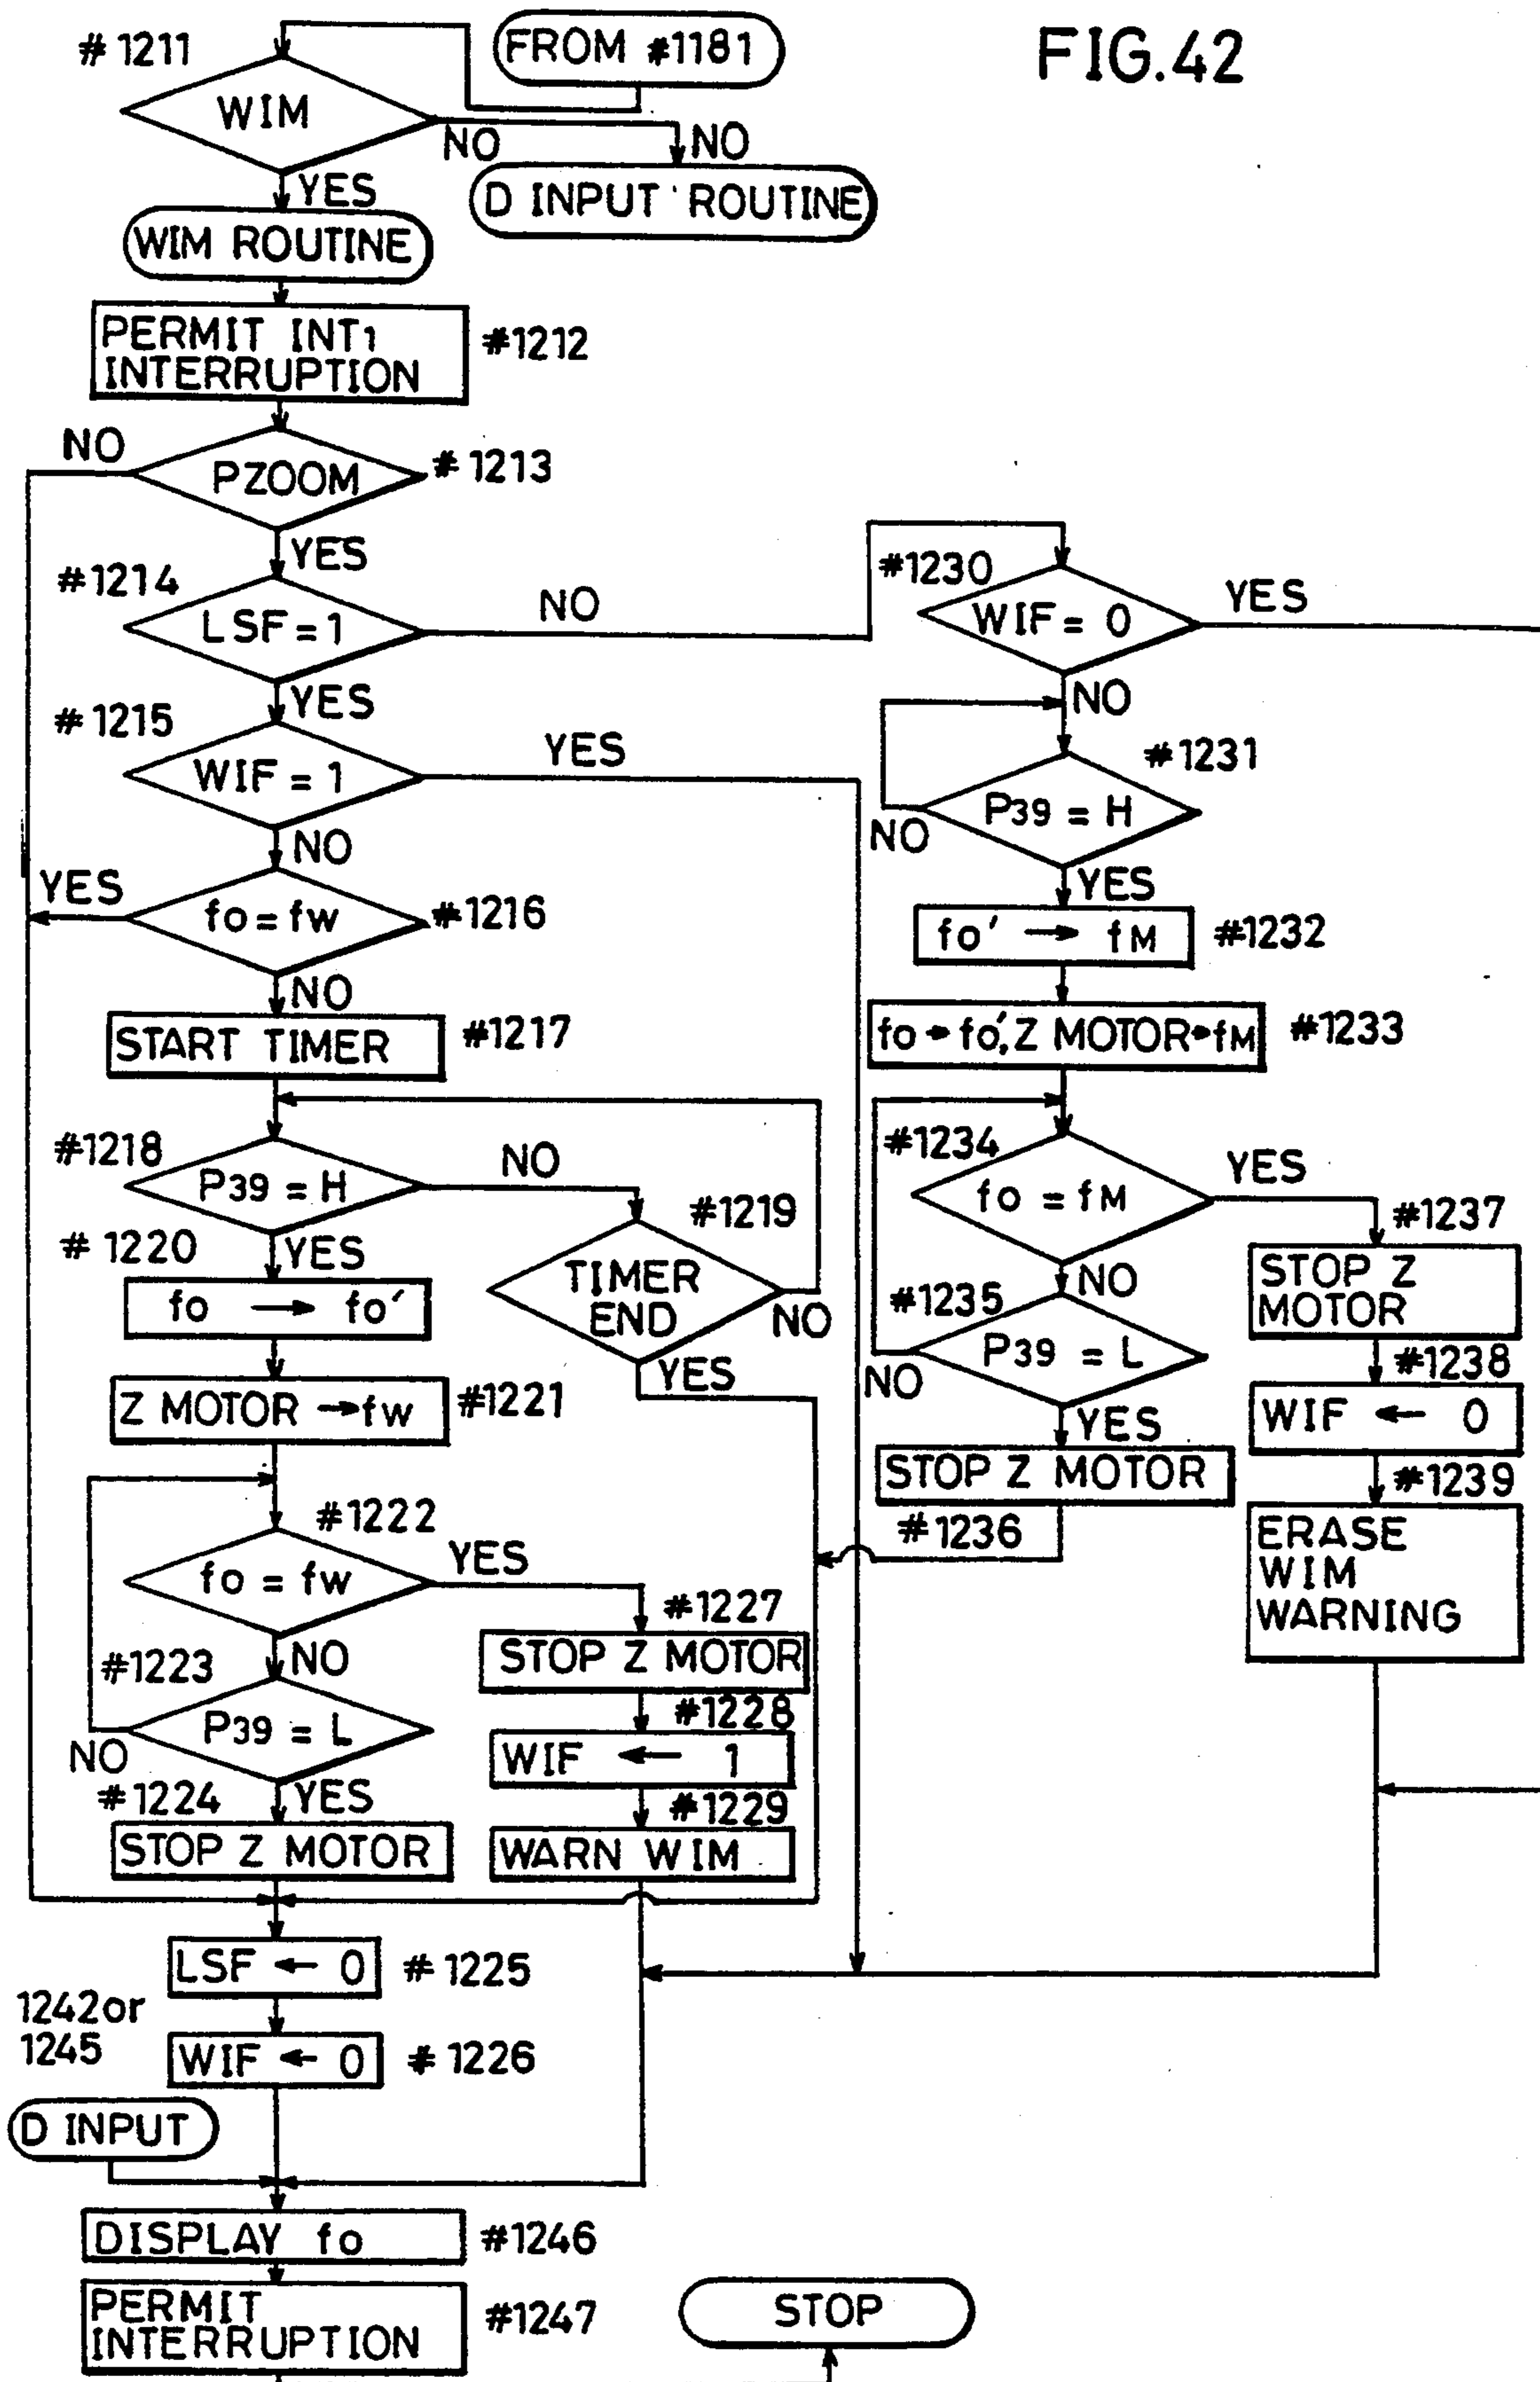 FIG.42
FROM #1181
#1211
WIM
NO
NO
D INPUT ROUTINE
YES
WIM ROUTINE
PERMIT INT1
INTERRUPTION
#1212
NO
PZOOM
#1213
YES
#1214
LSF=1
NO
YES
#1215
WIF=1
YES
NO
YES
fo=fw
#1216
NO
START TIMER
#1217
#1218
P39=H
NO
#1219
TIMER
END
NO
YES
#1220
YES
fo → fo'
Z MOTOR →fw
#1221
#1222
fo=fw
YES
#1223
NO
P39=L
NO
#1224
YES
STOP Z MOTOR
#1227
STOP Z MOTOR
#1228
WIF ← 1
#1229
WARN WIM
LSF ← 0
#1225
1242or
1245
WIF ← 0
#1226
D INPUT
#1230
WIF= 0
YES
NO
#1231
P39 = H
NO
YES
fo' → fM
#1232
fo→fo',Z MOTOR→fM
#1233
#1234
fo = fM
YES
NO
#1235
P39 = L
NO
YES
STOP Z MOTOR
#1236
#1237
STOP Z
MOTOR
#1238
WIF ← 0
#1239
ERASE
WIM
WARNING
DISPLAY fo
#1246
PERMIT
INTERRUPTION
#1247
STOP